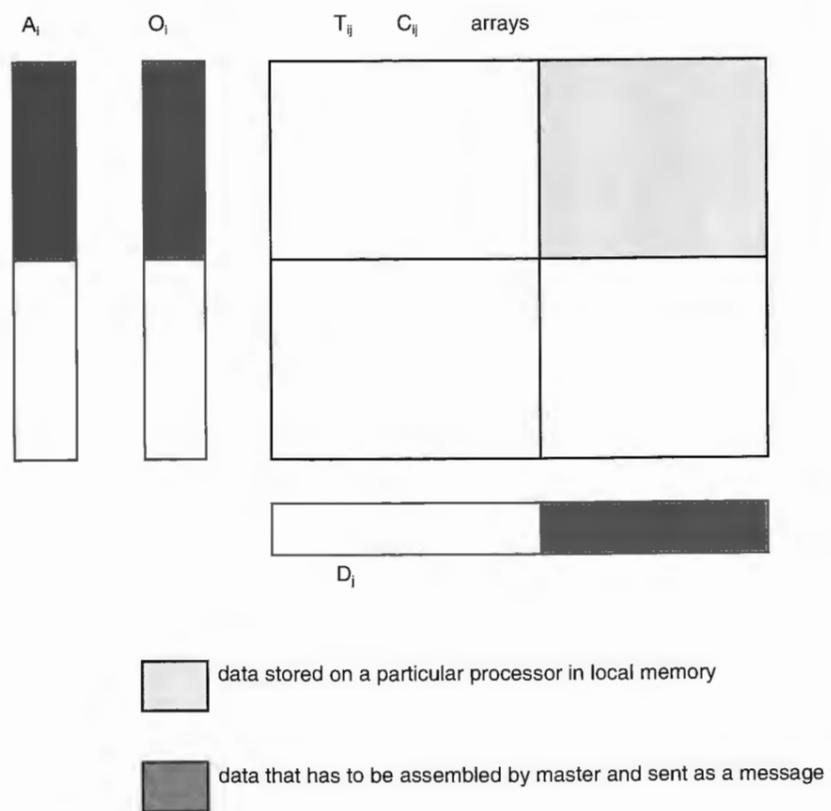 Aᵢ Oᵢ Tᵢⱼ Cᵢⱼ arrays
Dⱼ
data stored on a particular processor in local memory
data that has to be assembled by master and sent as a message